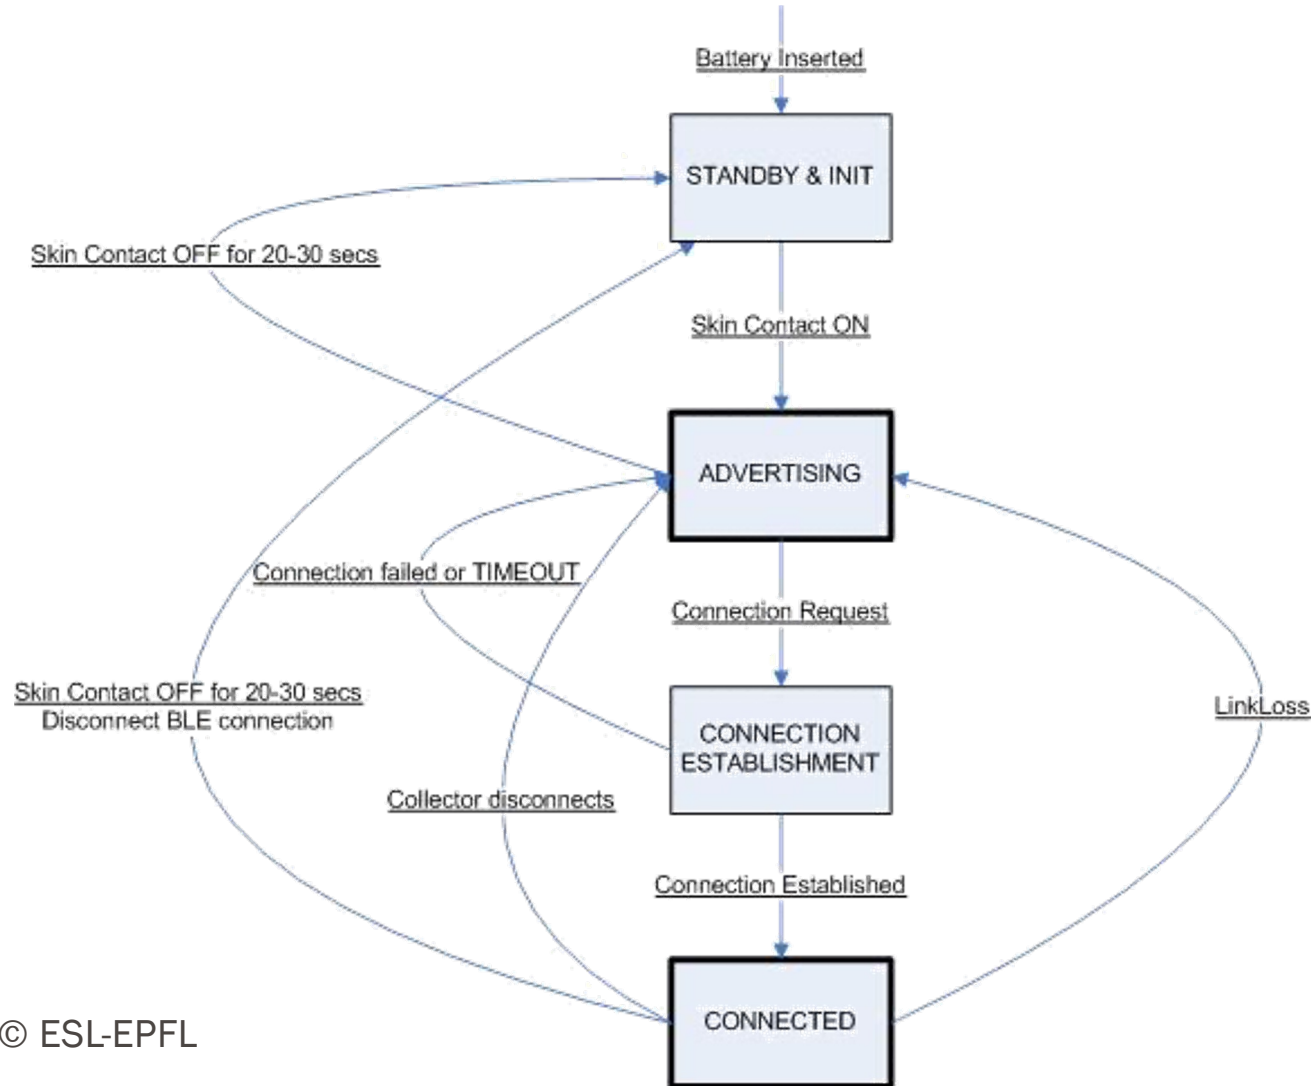 Battery Inserted
STANDBY & INIT
Skin Contact OFF for 20-30 secs
Skin Contact ON
ADVERTISING
Connection failed or TIMEOUT
Connection Request
Skin Contact OFF for 20-30 secs
Disconnect BLE connection
LinkLoss
CONNECTION
ESTABLISHMENT
Collector disconnects
Connection Established
CONNECTED
© ESL-EPFL